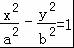 x²/a² − y²/b² = 1